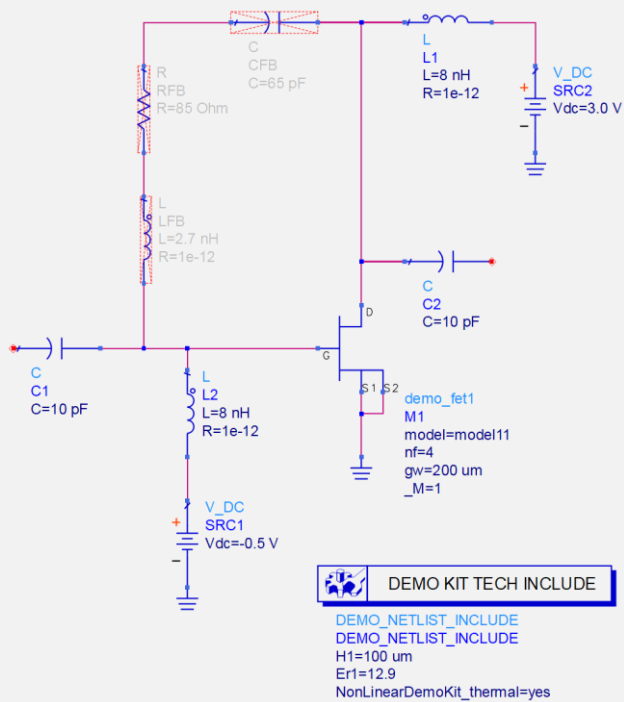 C
CFB
C=65 pF
L
L1
L=8 nH
R=1e-12
V_DC
SRC2
Vdc=3.0 V
+
−
R
RFB
R=85 Ohm
L
LFB
L=2.7 nH
R=1e-12
C
C2
C=10 pF
D
G
S1 S2
C
C1
C=10 pF
L
L2
L=8 nH
R=1e-12
demo_fet1
M1
model=model11
nf=4
gw=200 um
_M=1
V_DC
SRC1
Vdc=-0.5 V
+
−
DEMO KIT TECH INCLUDE
DEMO_NETLIST_INCLUDE
DEMO_NETLIST_INCLUDE
H1=100 um
Er1=12.9
NonLinearDemoKit_thermal=yes